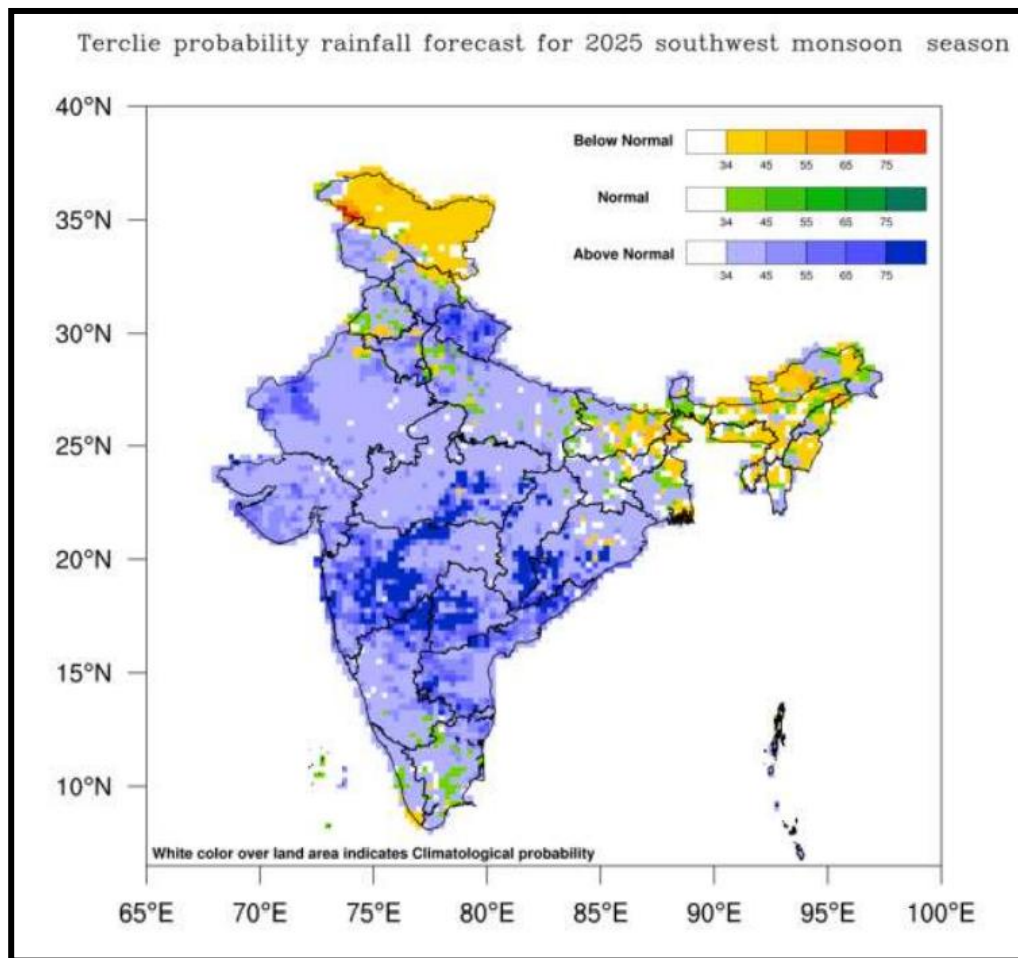 Terclie probability rainfall forecast for 2025 southwest monsoon season
40°N
35°N
30°N
25°N
20°N
15°N
10°N
Below Normal
34 45 55 65 75
Normal
34 45 55 65 75
Above Normal
34 45 55 65 75
White color over land area indicates Climatological probability
65°E 70°E 75°E 80°E 85°E 90°E 95°E 100°E